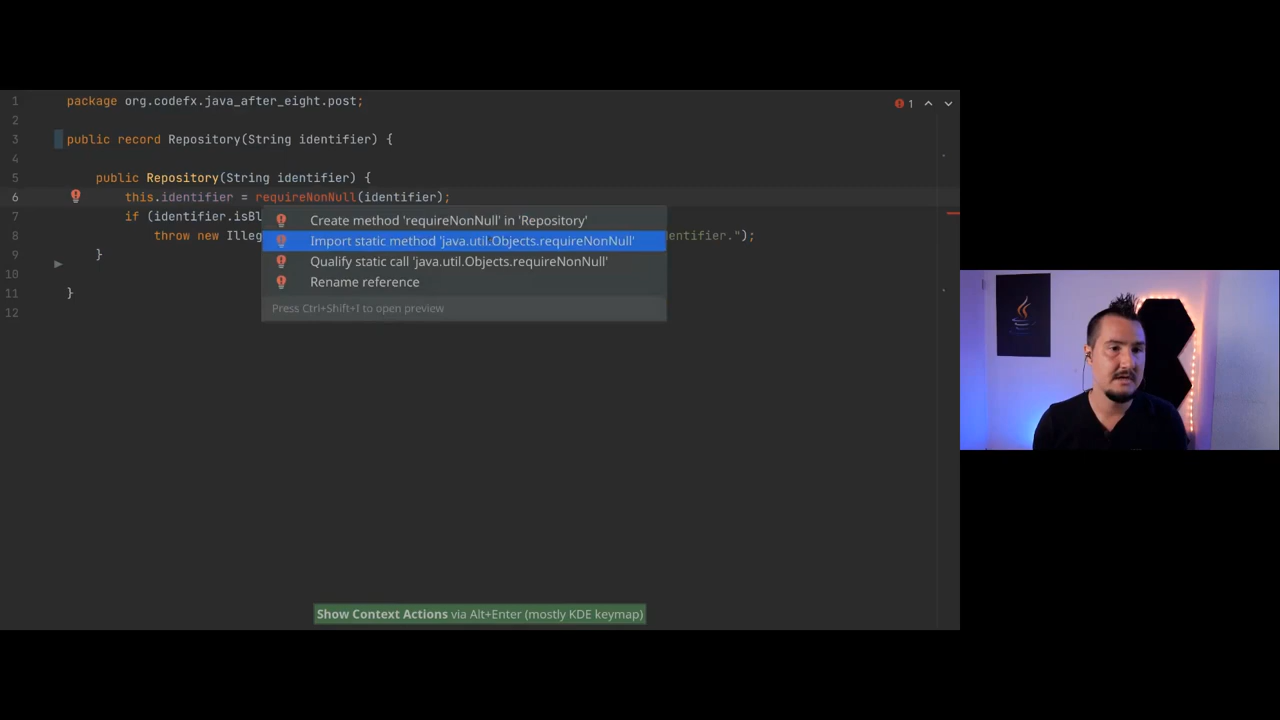 1 package org.codefx.java_after_eight.post;
1
2
3 public record Repository(String identifier) {
4
5 public Repository(String identifier) {
6 this.identifier = requireNonNull(identifier);
7 if (identifier.isBl
8 throw new Illeg entifier.");
9 }
10
11 }
12
Create method 'requireNonNull' in 'Repository'
Import static method 'java.util.Objects.requireNonNull'
Qualify static call 'java.util.Objects.requireNonNull'
Rename reference
Press Ctrl+Shift+I to open preview
Show Context Actions via Alt+Enter (mostly KDE keymap)